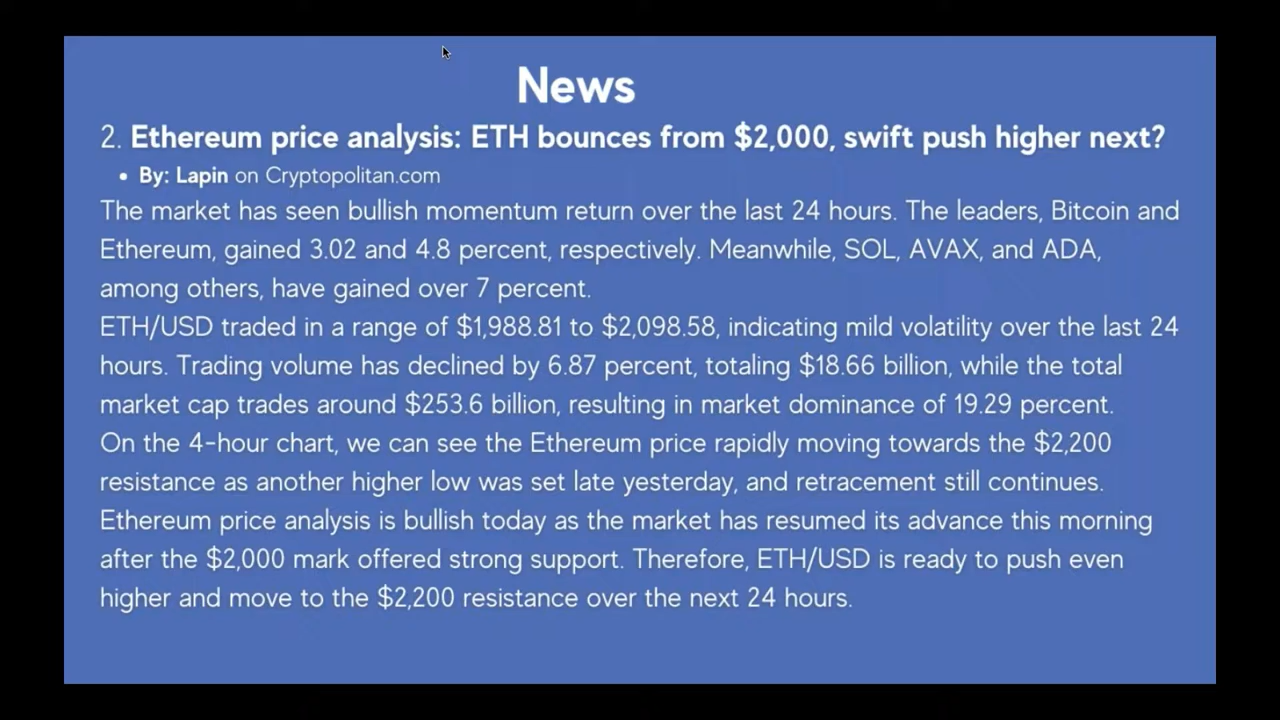 News
2. Ethereum price analysis: ETH bounces from $2,000, swift push higher next?
• By: Lapin on Cryptopolitan.com
The market has seen bullish momentum return over the last 24 hours. The leaders, Bitcoin and
Ethereum, gained 3.02 and 4.8 percent, respectively. Meanwhile, SOL, AVAX, and ADA,
among others, have gained over 7 percent.
ETH/USD traded in a range of $1,988.81 to $2,098.58, indicating mild volatility over the last 24
hours. Trading volume has declined by 6.87 percent, totaling $18.66 billion, while the total
market cap trades around $253.6 billion, resulting in market dominance of 19.29 percent.
On the 4-hour chart, we can see the Ethereum price rapidly moving towards the $2,200
resistance as another higher low was set late yesterday, and retracement still continues.
Ethereum price analysis is bullish today as the market has resumed its advance this morning
after the $2,000 mark offered strong support. Therefore, ETH/USD is ready to push even
higher and move to the $2,200 resistance over the next 24 hours.